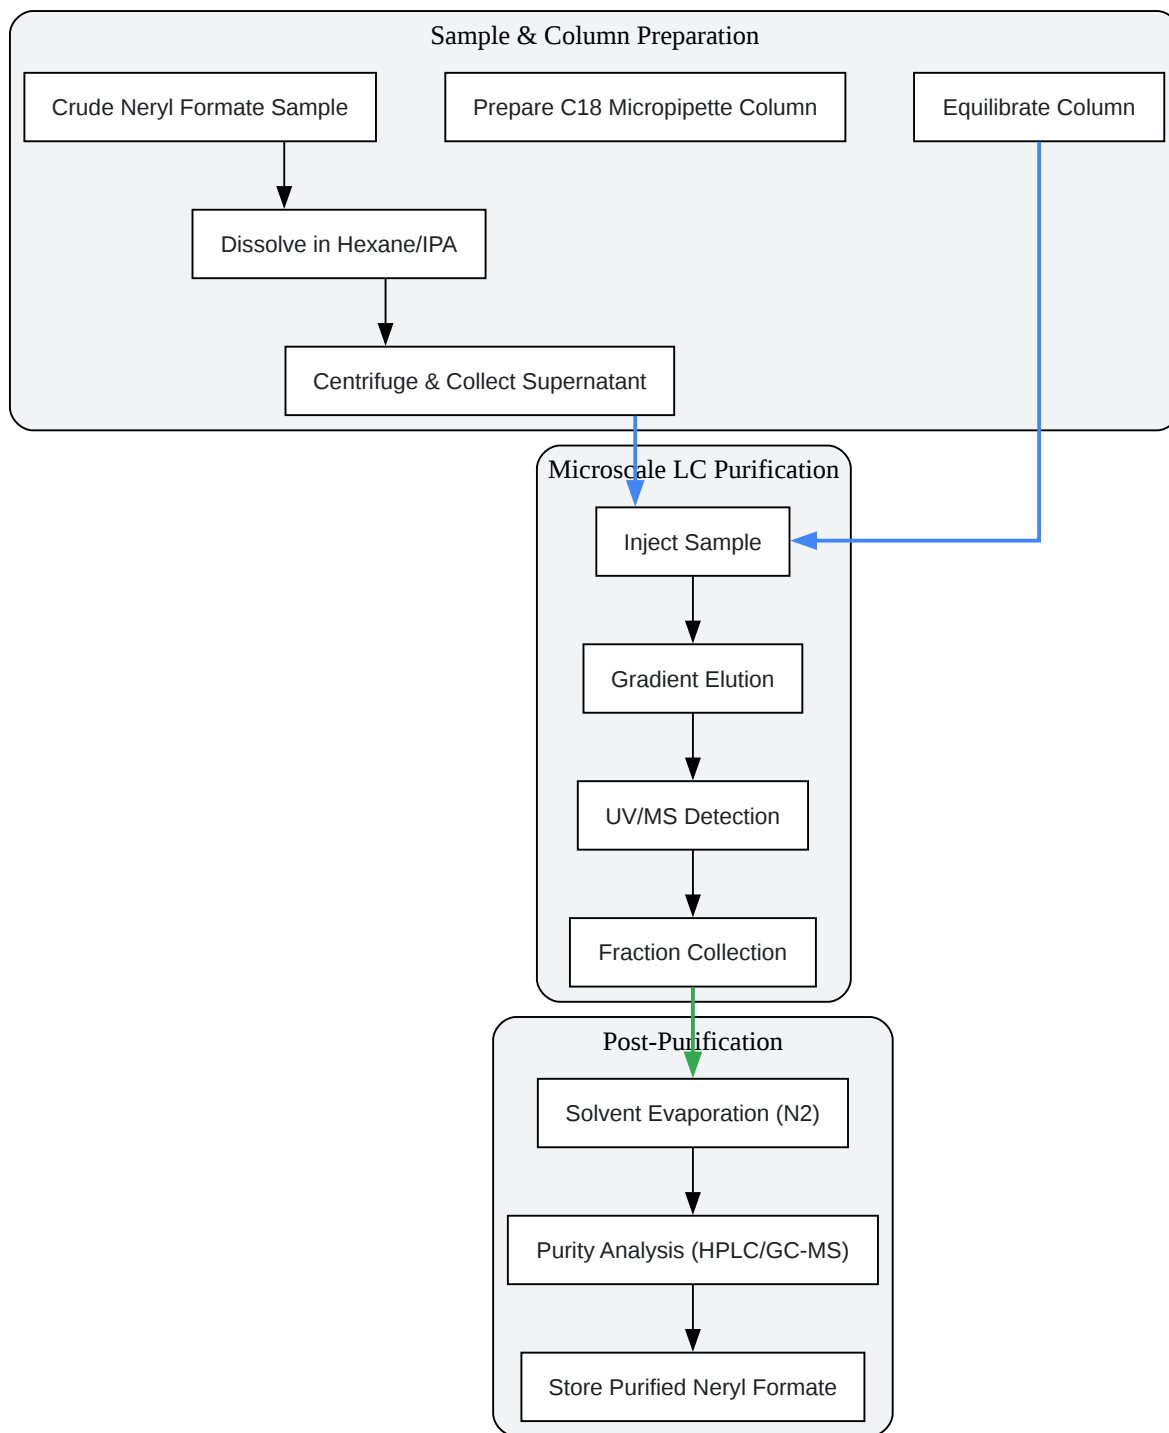 Sample & Column Preparation
Crude Neryl Formate Sample
Prepare C18 Micropipette Column
Equilibrate Column
Dissolve in Hexane/IPA
Centrifuge & Collect Supernatant
Microscale LC Purification
Inject Sample
Gradient Elution
UV/MS Detection
Fraction Collection
Post-Purification
Solvent Evaporation (N2)
Purity Analysis (HPLC/GC-MS)
Store Purified Neryl Formate